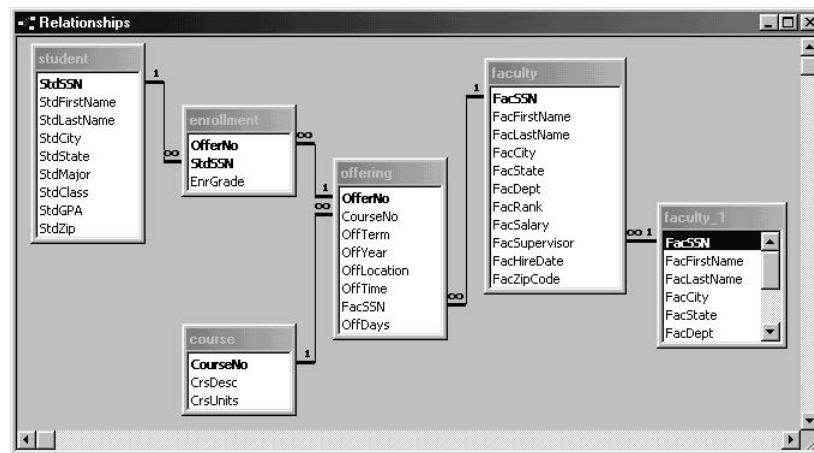 Relationships
student
StdSSN
StdFirstName
StdLastName
StdCity
StdState
StdMajor
StdClass
StdGPA
StdZip
1
∞
enrollment
OfferNo
StdSSN
EnrGrade
∞
1
∞
offering
OfferNo
CourseNo
OffTerm
OffYear
OffLocation
OffTime
FacSSN
OffDays
course
CourseNo
CrsDesc
CrsUnits
1
∞
1
faculty
FacSSN
FacFirstName
FacLastName
FacCity
FacState
FacDept
FacRank
FacSalary
FacSupervisor
FacHireDate
FacZipCode
∞ 1
faculty_1
FacSSN
FacFirstName
FacLastName
FacCity
FacState
FacDept